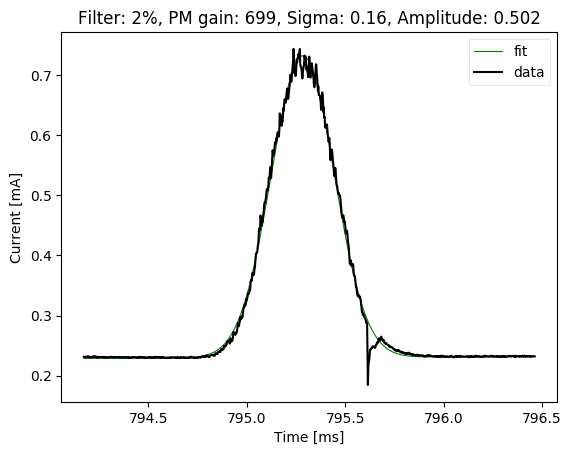 Filter: 2%, PM gain: 699, Sigma: 0.16, Amplitude: 0.502
fit
data
0.7
0.6
0.5
0.4
0.3
0.2
Current [mA]
794.5
795.0
795.5
796.0
796.5
Time [ms]